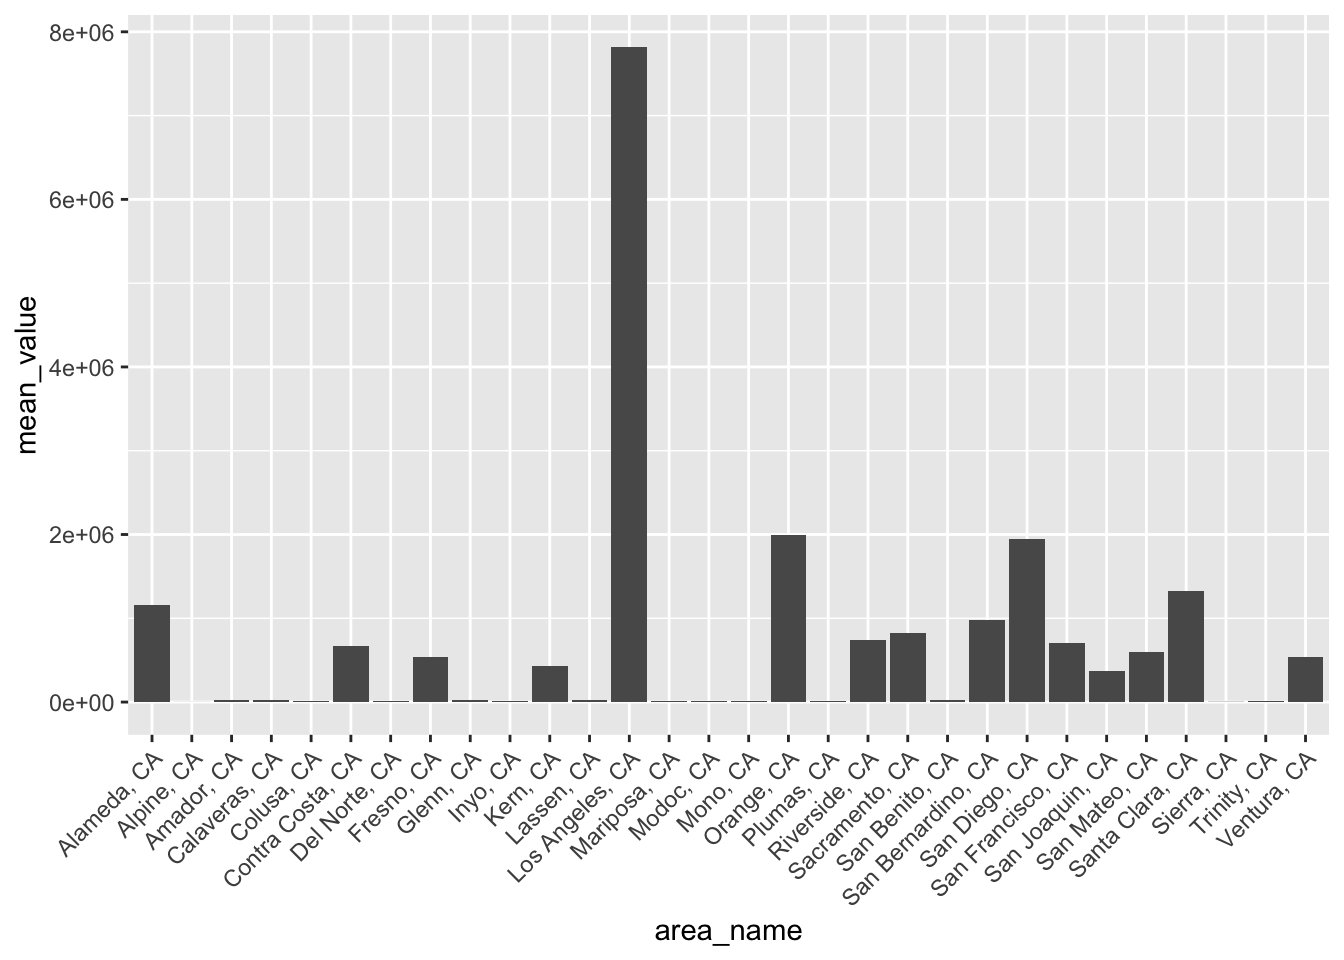 8e+06
6e+06
4e+06
2e+06
0e+00
mean_value
Alameda, CA
Alpine, CA
Amador, CA
Calaveras, CA
Colusa, CA
Contra Costa, CA
Del Norte, CA
Fresno, CA
Glenn, CA
Inyo, CA
Kern, CA
Lassen, CA
Los Angeles, CA
Mariposa, CA
Modoc, CA
Mono, CA
Orange, CA
Plumas, CA
Riverside, CA
Sacramento, CA
San Benito, CA
San Bernardino, CA
San Diego, CA
San Francisco, CA
San Joaquin, CA
San Mateo, CA
Santa Clara, CA
Sierra, CA
Trinity, CA
Ventura, CA
area_name